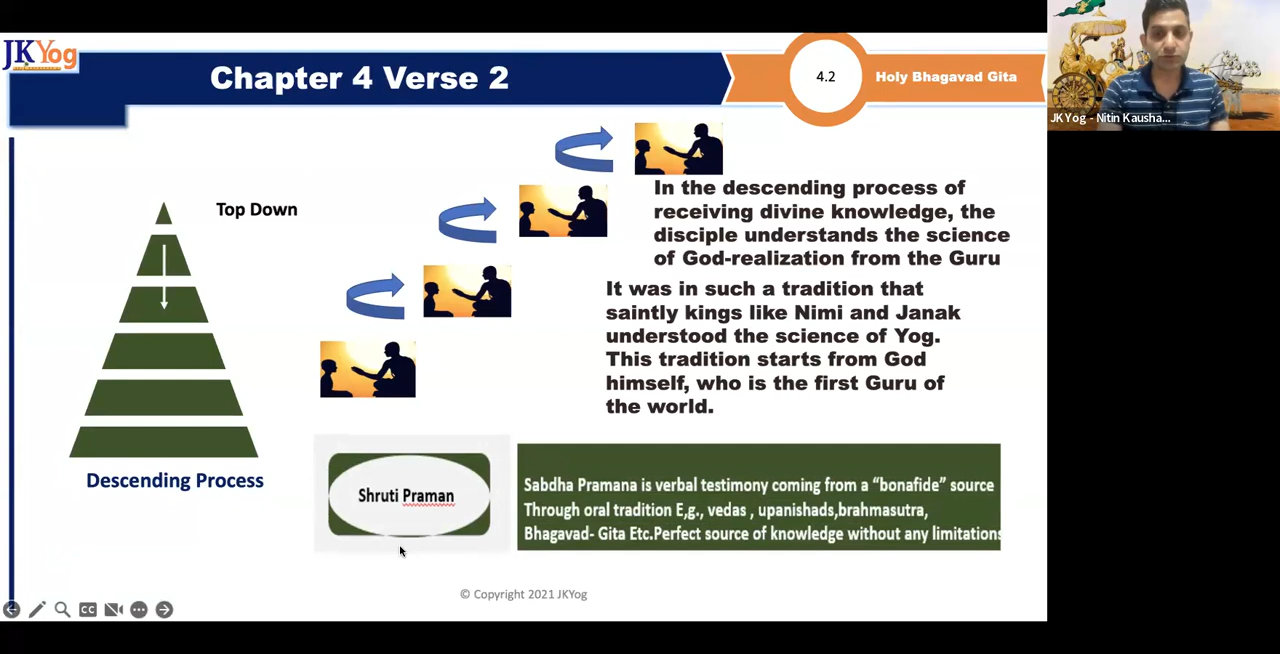 JKYog
Chapter 4 Verse 2
4.2
Holy Bhagavad Gita
JKYog - Nitin Kausha...
Top Down
In the descending process of
receiving divine knowledge, the
disciple understands the science
of God-realization from the Guru
It was in such a tradition that
saintly kings like Nimi and Janak
understood the science of Yog.
This tradition starts from God
himself, who is the first Guru of
the world.
Descending Process
Shruti Praman
Sabdha Pramana is verbal testimony coming from a “bonafide” source
Through oral tradition E,g., vedas , upanishads,brahmasutra,
Bhagavad- Gita Etc.Perfect source of knowledge without any limitations
© Copyright 2021 JKYog
CC